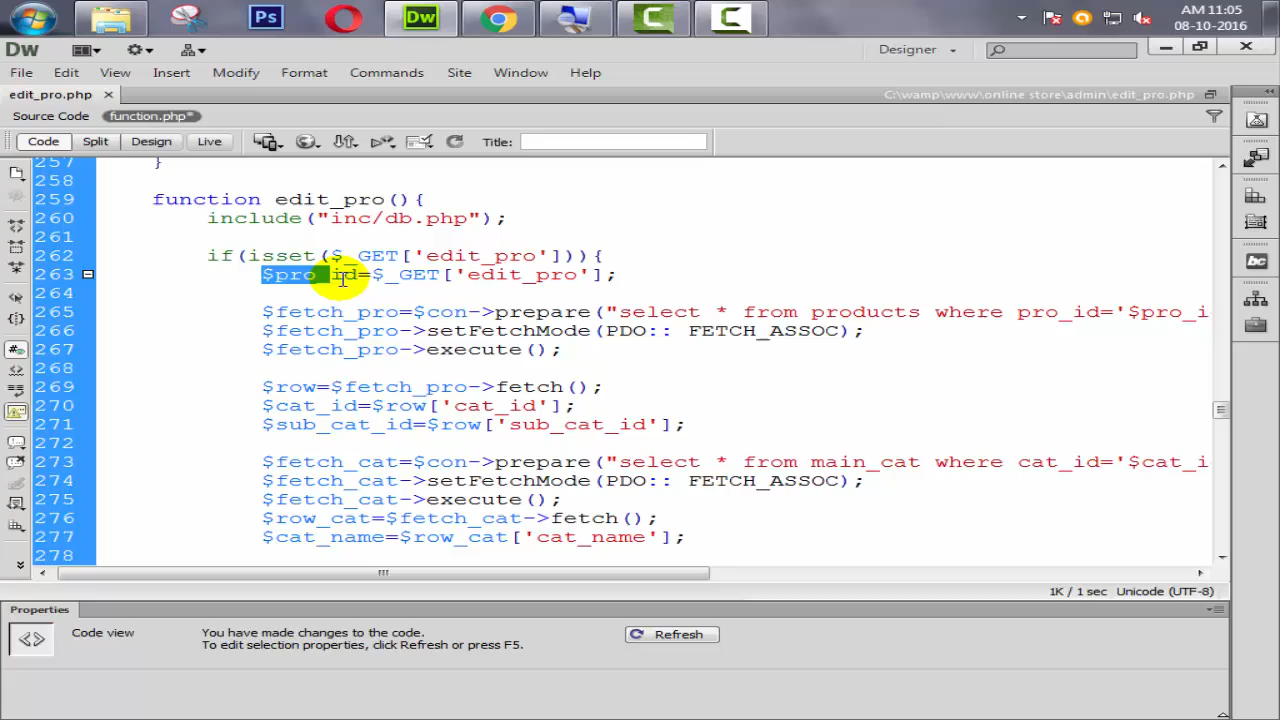 Ps
Dw
AM 11:05
08-10-2016
Dw
Designer
File Edit View Insert Modify Format Commands Site Window Help
edit_pro.php
C:\wamp\www\online store\admin\edit_pro.php
Source Code function.php*
Code Split Design Live Title:
257 }
258
259 function edit_pro(){
260 include("inc/db.php");
261
262 if(isset($_GET['edit_pro'])){
263 $pro_id=$_GET['edit_pro'];
264
265 $fetch_pro=$con->prepare("select * from products where pro_id='$pro_i
266 $fetch_pro->setFetchMode(PDO:: FETCH_ASSOC);
267 $fetch_pro->execute();
268
269 $row=$fetch_pro->fetch();
270 $cat_id=$row['cat_id'];
271 $sub_cat_id=$row['sub_cat_id'];
272
273 $fetch_cat=$con->prepare("select * from main_cat where cat_id='$cat_i
274 $fetch_cat->setFetchMode(PDO:: FETCH_ASSOC);
275 $fetch_cat->execute();
276 $row_cat=$fetch_cat->fetch();
277 $cat_name=$row_cat['cat_name'];
278
1K / 1 sec Unicode (UTF-8)
Properties
Code view
You have made changes to the code.
To edit selection properties, click Refresh or press F5.
Refresh
bc